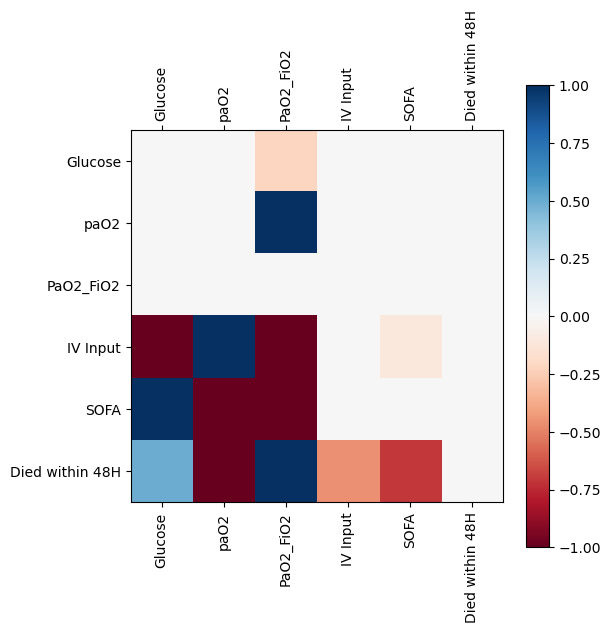 Glucose
paO2
PaO2_FiO2
IV Input
SOFA
Died within 48H
Glucose
paO2
PaO2_FiO2
IV Input
SOFA
Died within 48H
Glucose
paO2
PaO2_FiO2
IV Input
SOFA
Died within 48H
1.00
0.75
0.50
0.25
0.00
−0.25
−0.50
−0.75
−1.00